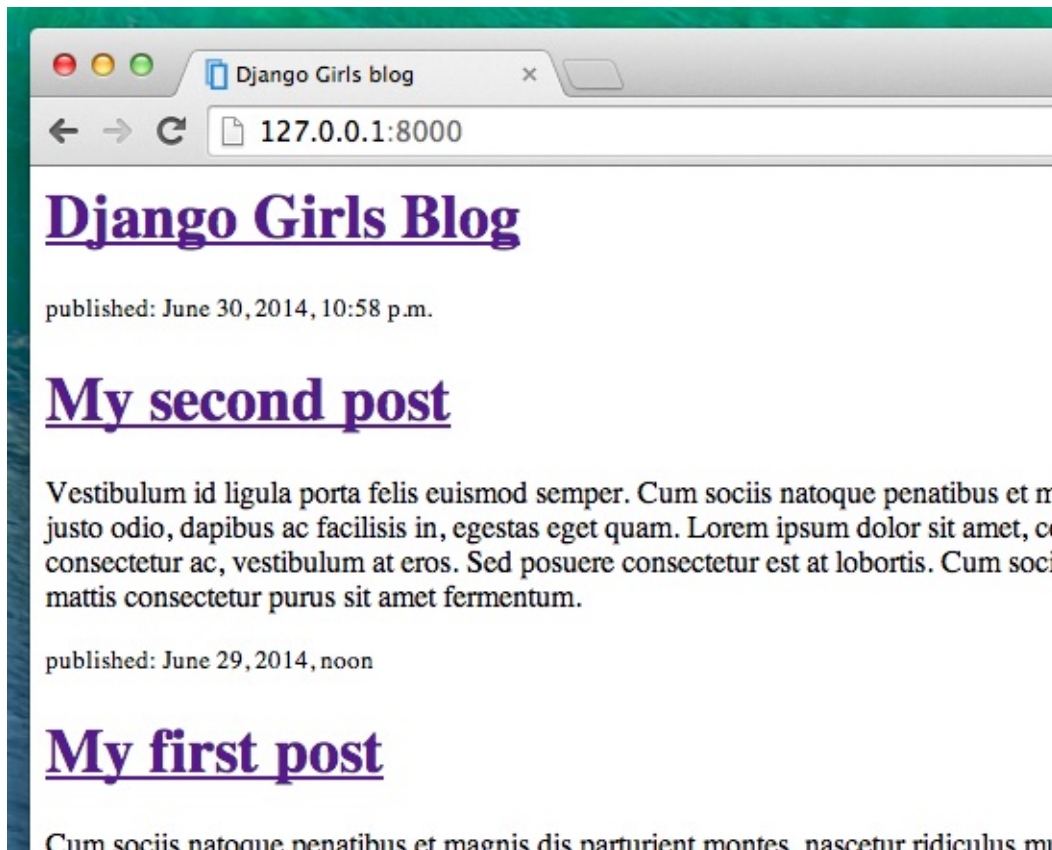 Django Girls blog
127.0.0.1:8000
Django Girls Blog
published: June 30, 2014, 10:58 p.m.
My second post
Vestibulum id ligula porta felis euismod semper. Cum sociis natoque penatibus et m
justo odio, dapibus ac facilisis in, egestas eget quam. Lorem ipsum dolor sit amet, co
consectetur ac, vestibulum at eros. Sed posuere consectetur est at lobortis. Cum soci
mattis consectetur purus sit amet fermentum.
published: June 29, 2014, noon
My first post
Cum sociis natoque penatibus et magnis dis parturient montes, nascetur ridiculus mu